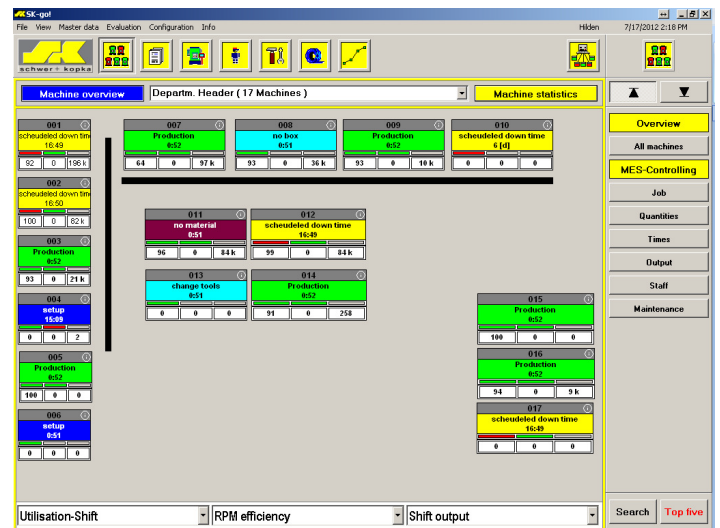 SK-go!
File View Master data Evaluation Configuration Info Hilden 7/17/2012 2:18 PM
schwer + kopka
Machine overview Departm. Header ( 17 Machines ) Machine statistics
001
scheudeled down time
16:49
92 0 196 k
002
scheudeled down time
16:50
100 0 82 k
003
Production
0:52
93 0 21 k
004
setup
15:09
0 0 2
005
Production
0:52
100 0 0
006
setup
0:51
0 0 0
007
Production
0:52
64 0 97 k
008
no box
0:51
93 0 36 k
009
Production
0:52
93 0 10 k
010
scheudeled down time
6 [d]
0 0 0
011
no material
0:51
96 0 84 k
012
scheudeled down time
16:49
99 0 84 k
013
change tools
0:51
0 0 0
014
Production
0:52
91 0 258
015
Production
0:52
100 0 0
016
Production
0:52
94 0 9 k
017
scheudeled down time
16:49
0 0 0
Overview
All machines
MES-Controlling
Job
Quantities
Times
Output
Staff
Maintenance
Utilisation-Shift RPM efficiency Shift output
Search Top five